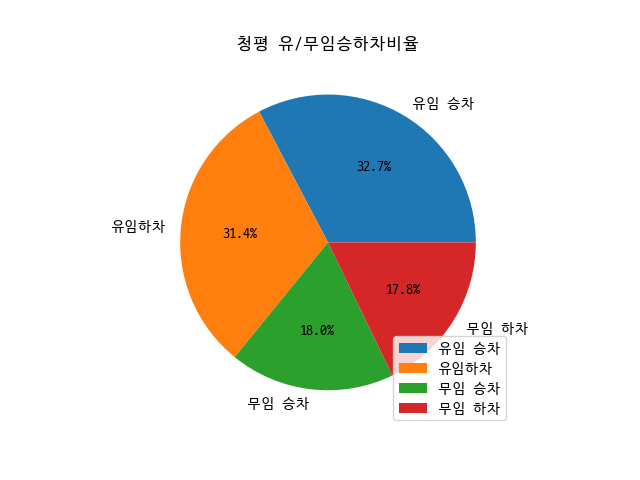 청평 유/무임승하차비율
유임 승차
32.7%
유임하차
31.4%
17.8%
18.0%
무임 하차
무임 승차
유임 승차
유임하차
무임 승차
무임 하차